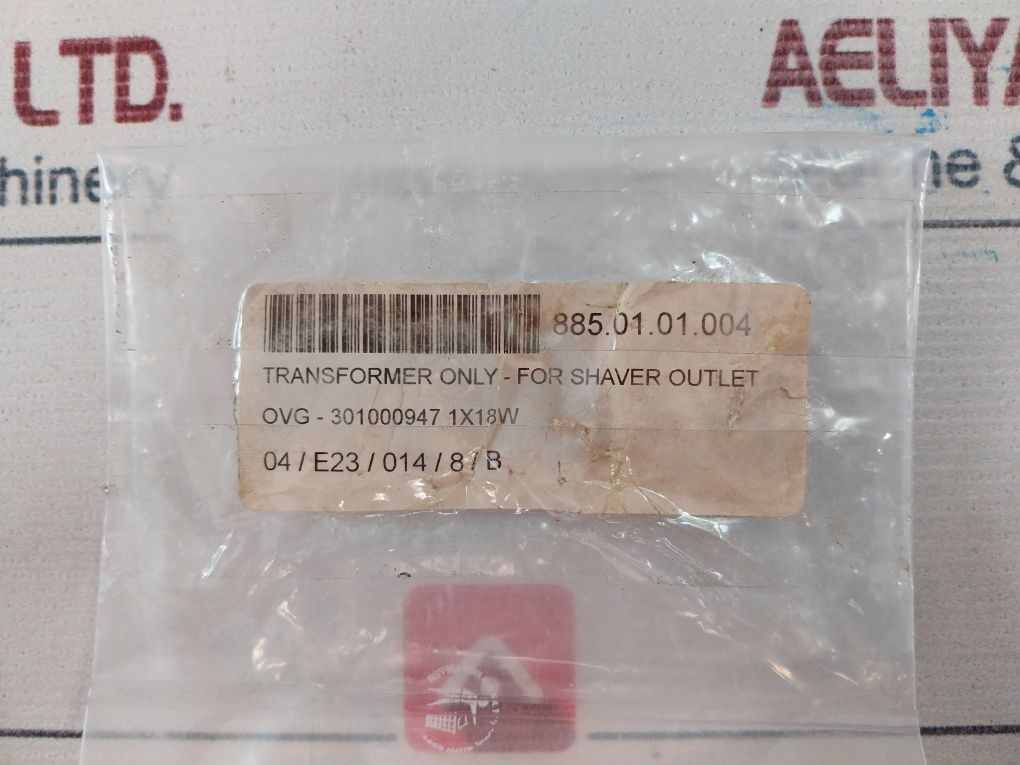 LTD.
AELIYA
hinery
ne &
885.01.01.004
TRANSFORMER ONLY - FOR SHAVER OUTLET
OVG - 301000947 1X18W
04 / E23 / 014 / 8 / B